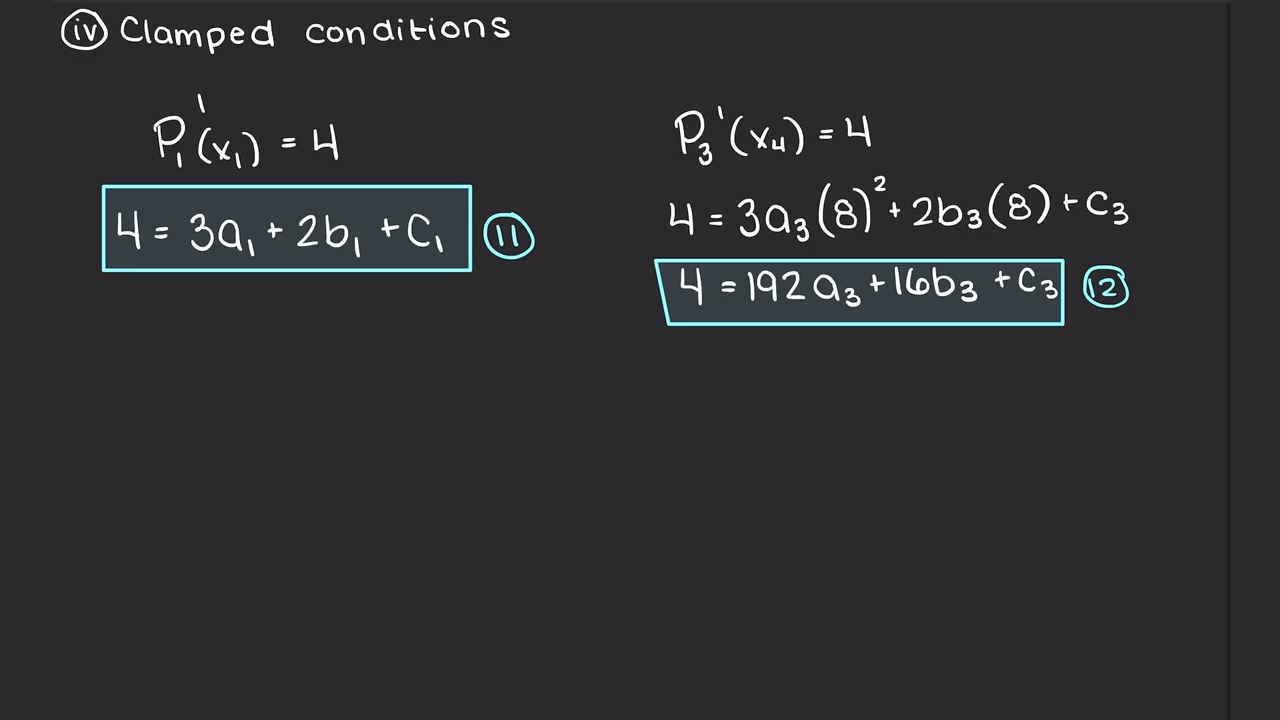 (iv) Clamped conditions
P₁'(x₁) = 4
4 = 3a₁ + 2b₁ + c₁ (11)
P₃'(x₄) = 4
4 = 3a₃(8)² + 2b₃(8) + c₃
4 = 192a₃ + 16b₃ + c₃ (12)